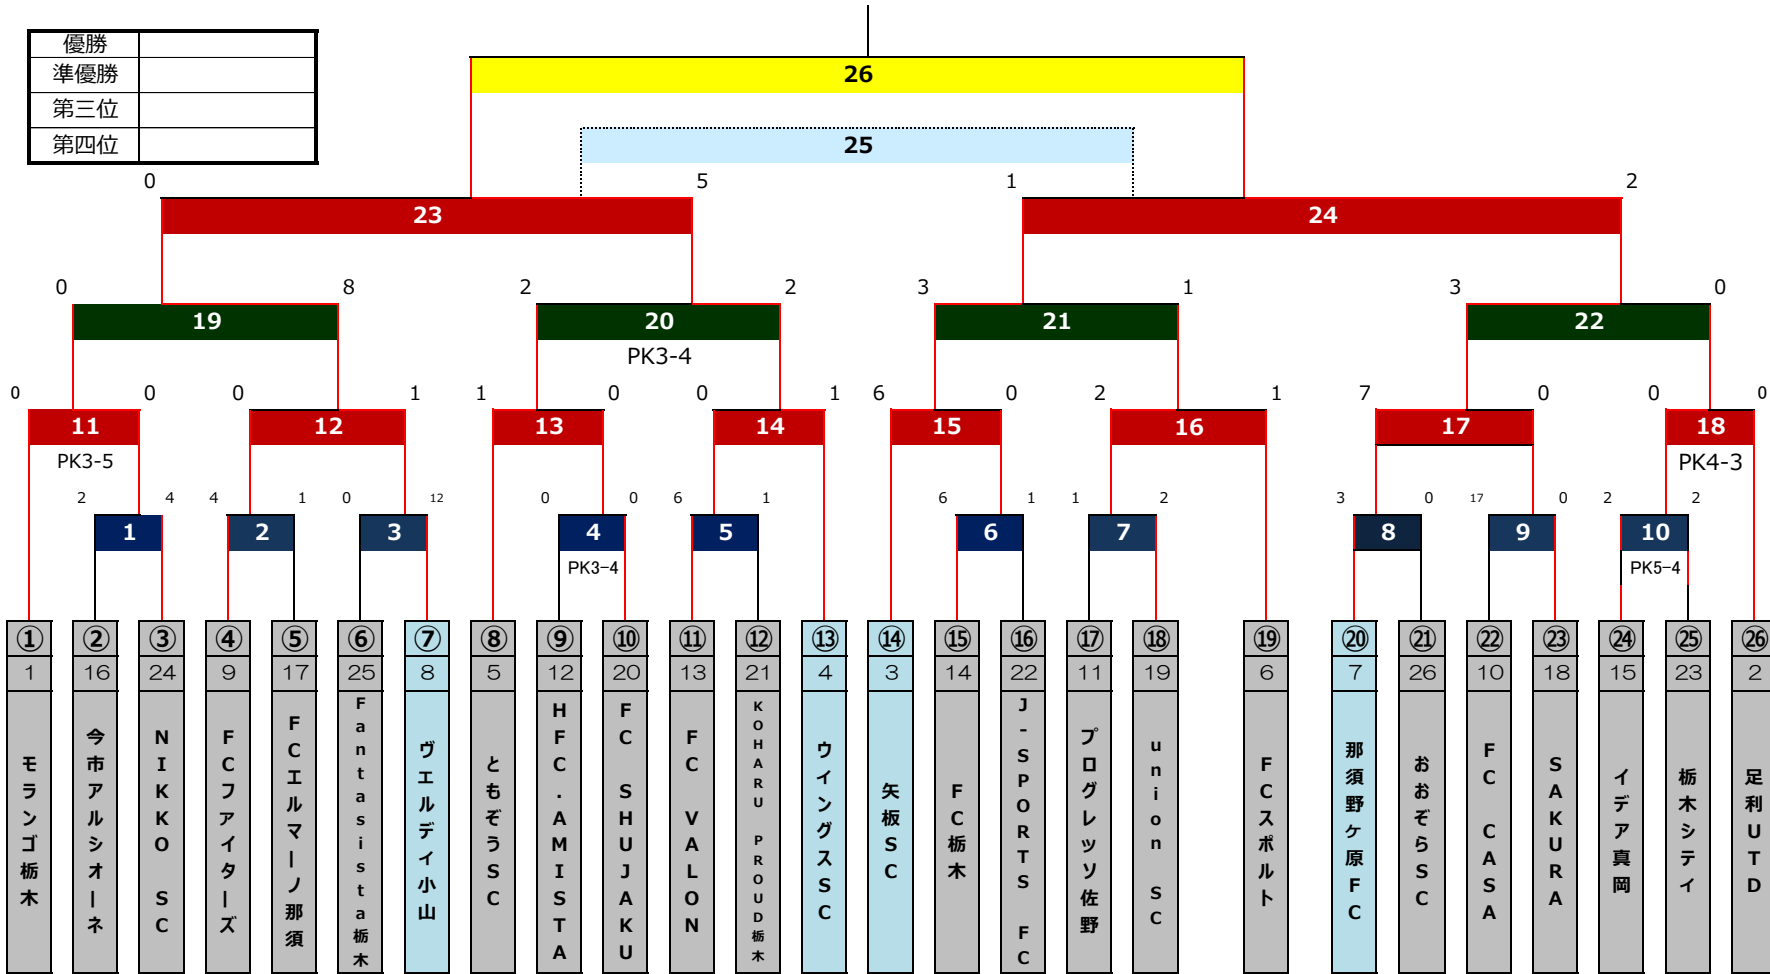 優勝
準優勝
第三位
第四位
26
25
0 5 1 2
23 24
0 8 2 2 3 1 3 0
19 20 21 22
PK3-4
0 0 0 1 1 0 0 1 6 0 2 1 7 0 0 0
11 12 13 14 15 16 17 18
PK3-5 PK4-3
2 4 4 1 0 12 0 0 6 1 6 1 1 2 3 0 17 0 2 2
1 2 3 4 5 6 7 8 9 10
PK3-4 PK5-4
① ② ③ ④ ⑤ ⑥ ⑦ ⑧ ⑨ ⑩ ⑪ ⑫ ⑬ ⑭ ⑮ ⑯ ⑰ ⑱ ⑲ ⑳ ㉑ ㉒ ㉓ ㉔ ㉕ ㉖
1 16 24 9 17 25 8 5 12 20 13 21 4 3 14 22 11 19 6 7 26 10 18 15 23 2
モランゴ栃木
今市アルシオーネ
NIKKO SC
FCファイターズ
FCエルマーノ那須
Fantasista栃木
ヴェルディ小山
ともぞうSC
HFC.AMISTA
FC SHUJAKU
FC VALON
KOHARU PROUD栃木
ウイングスSC
矢板SC
FC栃木
J-SPORTS FC
プログレッソ佐野
union SC
FCスポルト
那須野ケ原FC
おおぞらSC
FC CASA
SAKURA
イデア真岡
栃木シティ
足利UTD